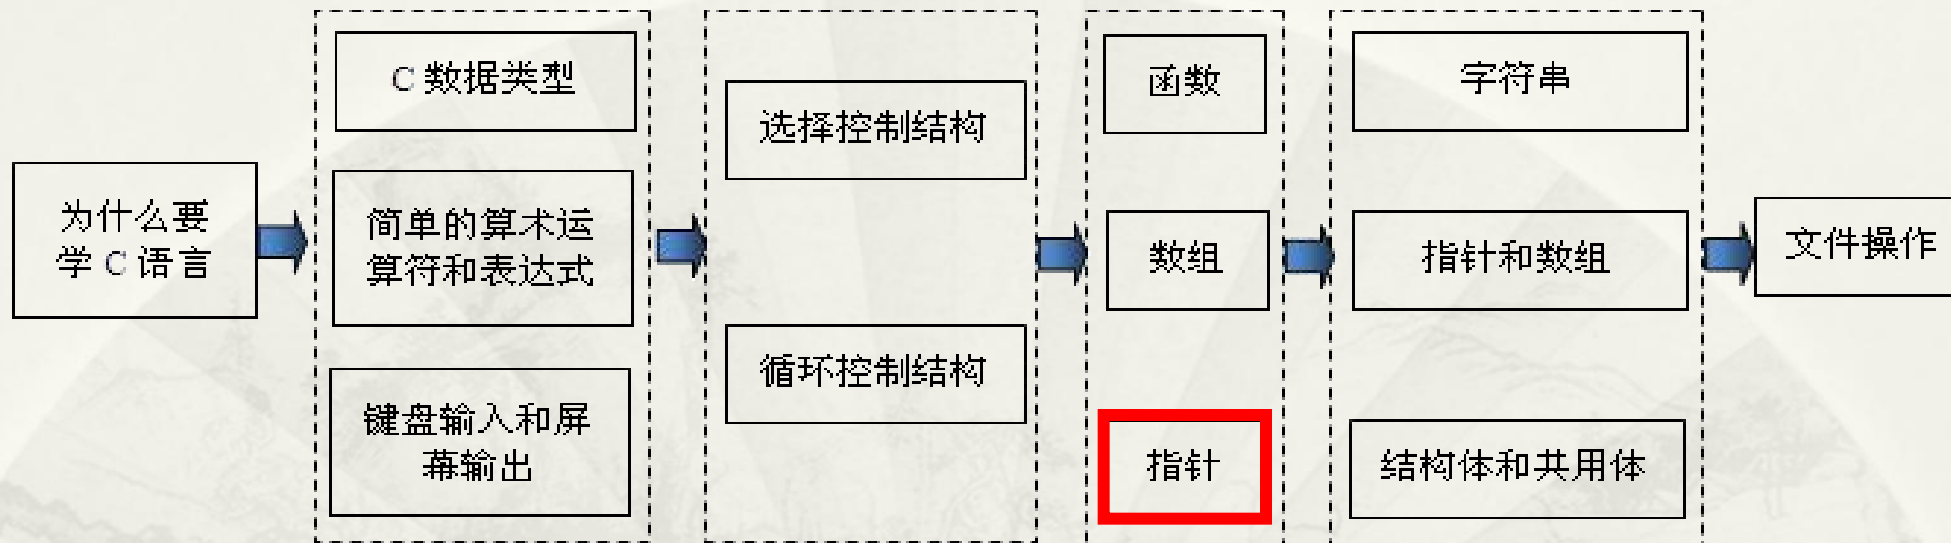 为什么要
学 C 语言
C 数据类型
简单的算术运
算符和表达式
键盘输入和屏
幕输出
选择控制结构
循环控制结构
函数
数组
指针
字符串
指针和数组
结构体和共用体
文件操作